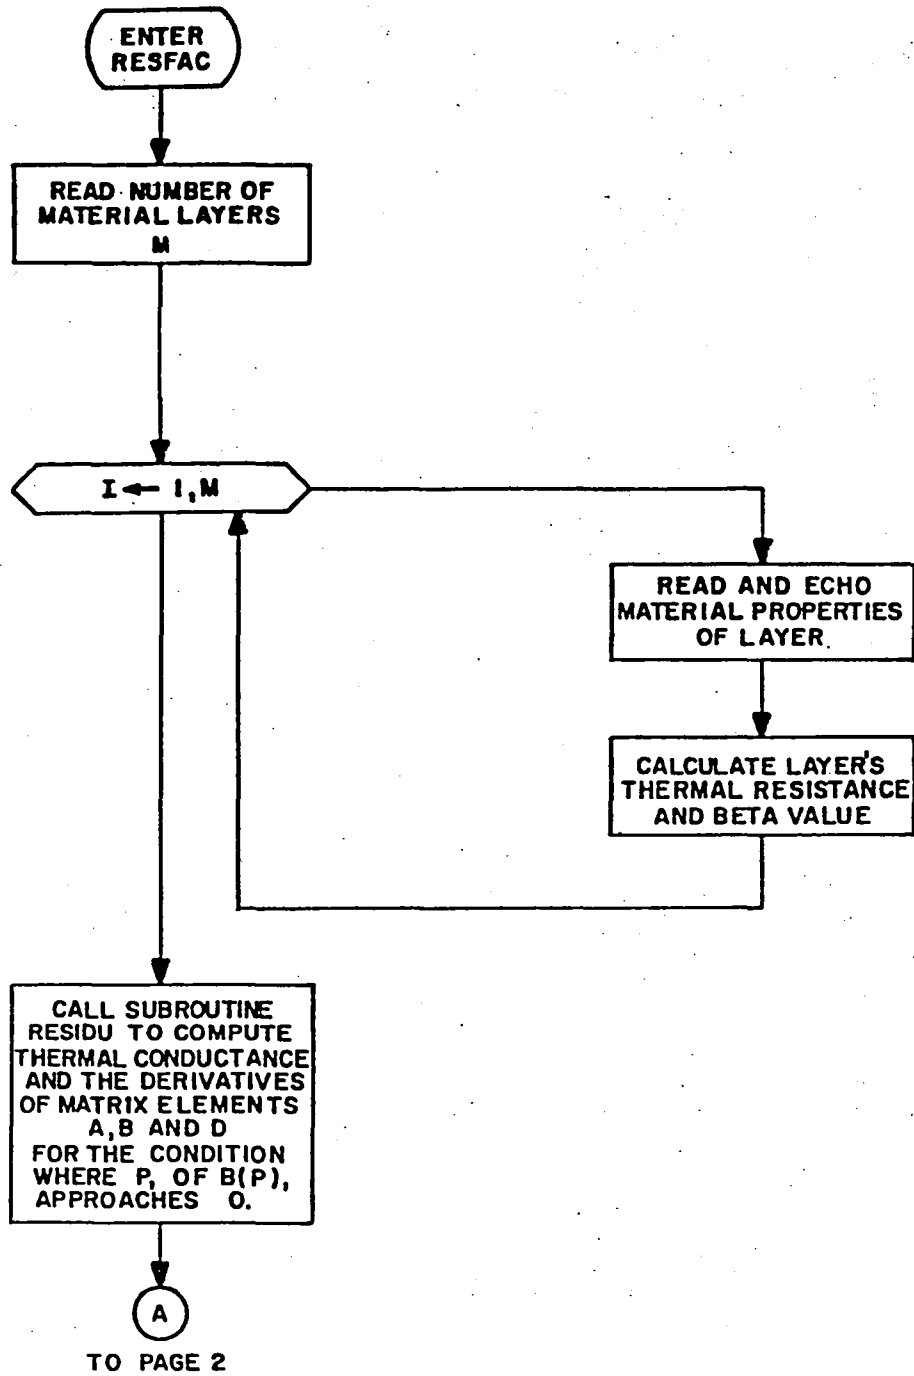 ENTER
RESFAC
READ NUMBER OF
MATERIAL LAYERS
M
I ← 1, M
READ AND ECHO
MATERIAL PROPERTIES
OF LAYER.
CALCULATE LAYER'S
THERMAL RESISTANCE
AND BETA VALUE
CALL SUBROUTINE
RESIDU TO COMPUTE
THERMAL CONDUCTANCE
AND THE DERIVATIVES
OF MATRIX ELEMENTS
A, B AND D
FOR THE CONDITION
WHERE P, OF B(P),
APPROACHES 0.
A
TO PAGE 2